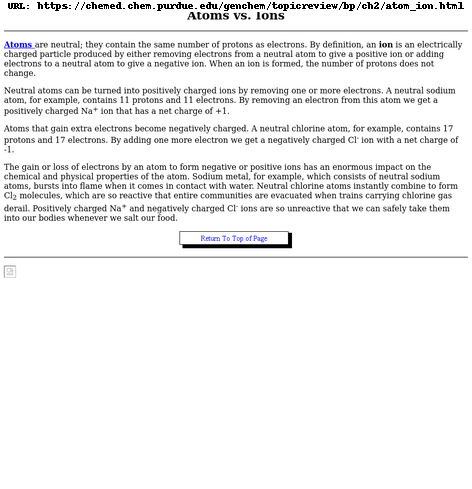 URL: https://chemed.chem.purdue.edu/genchem/topicreview/bp/ch2/atom_ion.html
Atoms vs. Ions
Atoms are neutral; they contain the same number of protons as electrons. By definition, an ion is an electrically
charged particle produced by either removing electrons from a neutral atom to give a positive ion or adding
electrons to a neutral atom to give a negative ion. When an ion is formed, the number of protons does not
change.
Neutral atoms can be turned into positively charged ions by removing one or more electrons. A neutral sodium
atom, for example, contains 11 protons and 11 electrons. By removing an electron from this atom we get a
positively charged Na⁺ ion that has a net charge of +1.
Atoms that gain extra electrons become negatively charged. A neutral chlorine atom, for example, contains 17
protons and 17 electrons. By adding one more electron we get a negatively charged Cl⁻ ion with a net charge of
-1.
The gain or loss of electrons by an atom to form negative or positive ions has an enormous impact on the
chemical and physical properties of the atom. Sodium metal, for example, which consists of neutral sodium
atoms, bursts into flame when it comes in contact with water. Neutral chlorine atoms instantly combine to form
Cl₂ molecules, which are so reactive that entire communities are evacuated when trains carrying chlorine gas
derail. Positively charged Na⁺ and negatively charged Cl⁻ ions are so unreactive that we can safely take them
into our bodies whenever we salt our food.
Return To Top of Page